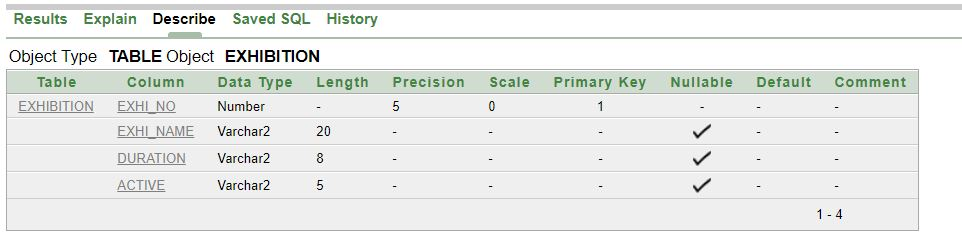 Results Explain Describe Saved SQL History
Object Type TABLE Object EXHIBITION
Table Column Data Type Length Precision Scale Primary Key Nullable Default Comment
EXHIBITION EXHI_NO Number - 5 0 1 - - -
EXHI_NAME Varchar2 20 - - - - -
DURATION Varchar2 8 - - - - -
ACTIVE Varchar2 5 - - - - -
1 - 4